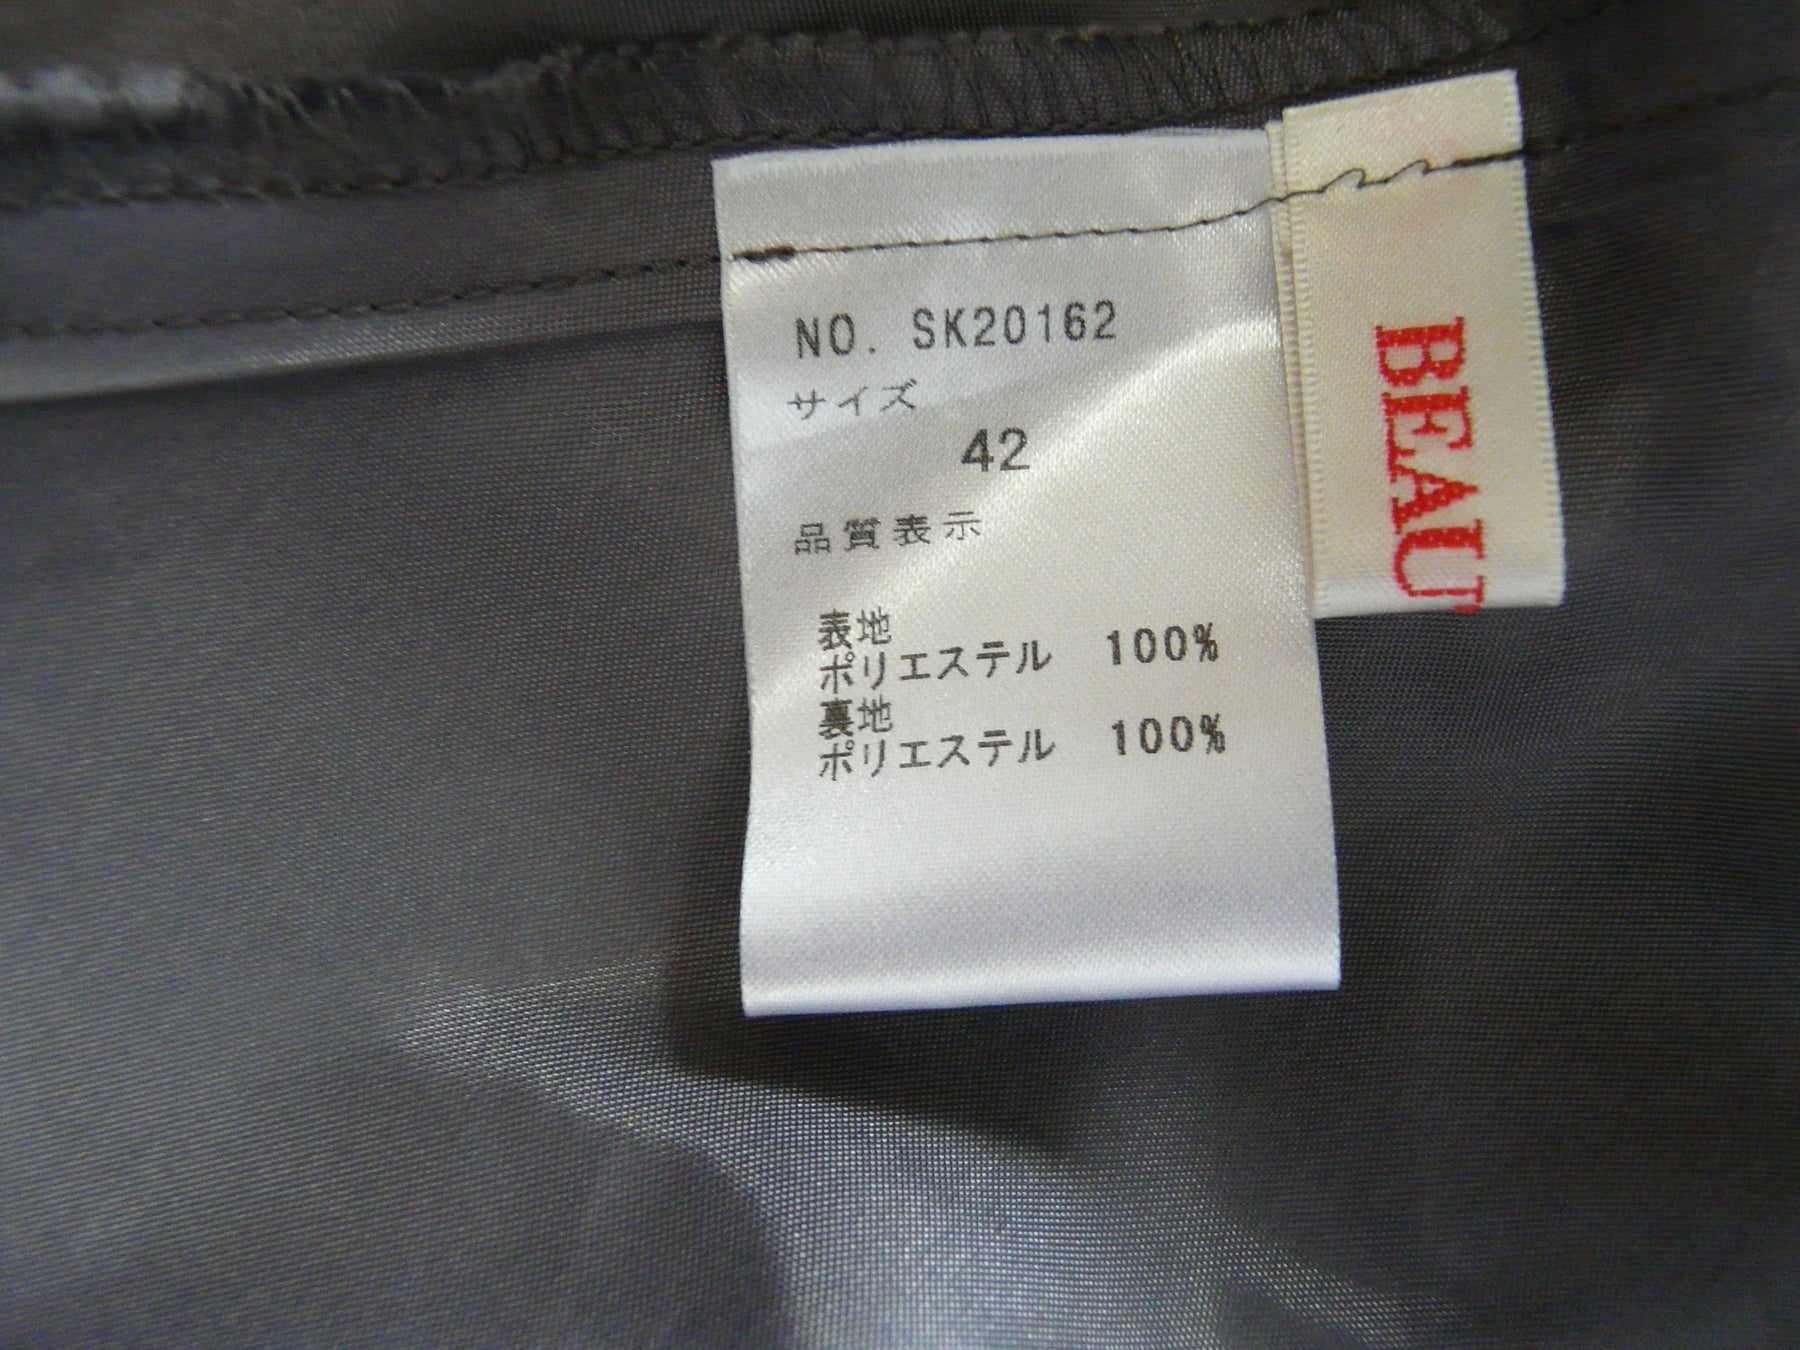 NO. SK20162
サイズ
42
品質表示
表地
ポリエステル 100%
裏地
ポリエステル 100%
BEAU